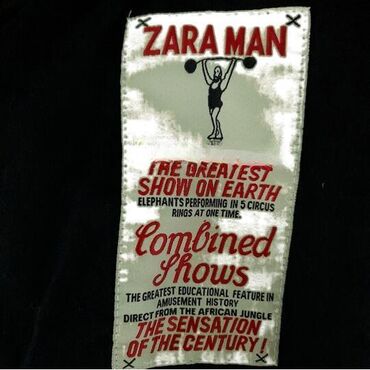 ZARA MAN
THE GREATEST
SHOW ON EARTH
ELEPHANTS PERFORMING IN 5 CIRCUS
RINGS AT ONE TIME.
Combined
Shows
THE GREATEST EDUCATIONAL FEATURE IN
AMUSEMENT HISTORY
DIRECT FROM THE AFRICAN JUNGLE
THE SENSATION
OF THE CENTURY!